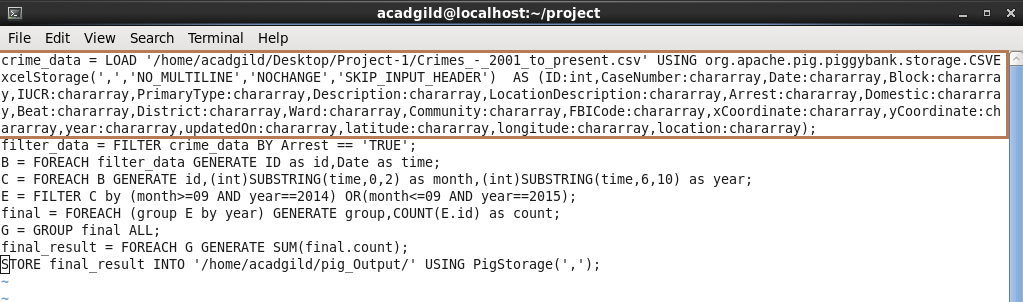 acadgild@localhost:~/project
File Edit View Search Terminal Help
crime_data = LOAD '/home/acadgild/Desktop/Project-1/Crimes_-_2001_to_present.csv' USING org.apache.pig.piggybank.storage.CSVE
xcelStorage(',','NO_MULTILINE','NOCHANGE','SKIP_INPUT_HEADER')  AS (ID:int,CaseNumber:chararray,Date:chararray,Block:chararra
y,IUCR:chararray,PrimaryType:chararray,Description:chararray,LocationDescription:chararray,Arrest:chararray,Domestic:chararra
y,Beat:chararray,District:chararray,Ward:chararray,Community:chararray,FBICode:chararray,xCoordinate:chararray,yCoordinate:ch
ararray,year:chararray,updatedOn:chararray,latitude:chararray,longitude:chararray,location:chararray);
filter_data = FILTER crime_data BY Arrest == 'TRUE';
B = FOREACH filter_data GENERATE ID as id,Date as time;
C = FOREACH B GENERATE id,(int)SUBSTRING(time,0,2) as month,(int)SUBSTRING(time,6,10) as year;
E = FILTER C by (month>=09 AND year==2014) OR(month<=09 AND year==2015);
final = FOREACH (group E by year) GENERATE group,COUNT(E.id) as count;
G = GROUP final ALL;
final_result = FOREACH G GENERATE SUM(final.count);
STORE final_result INTO '/home/acadgild/pig_Output/' USING PigStorage(',');
~
~